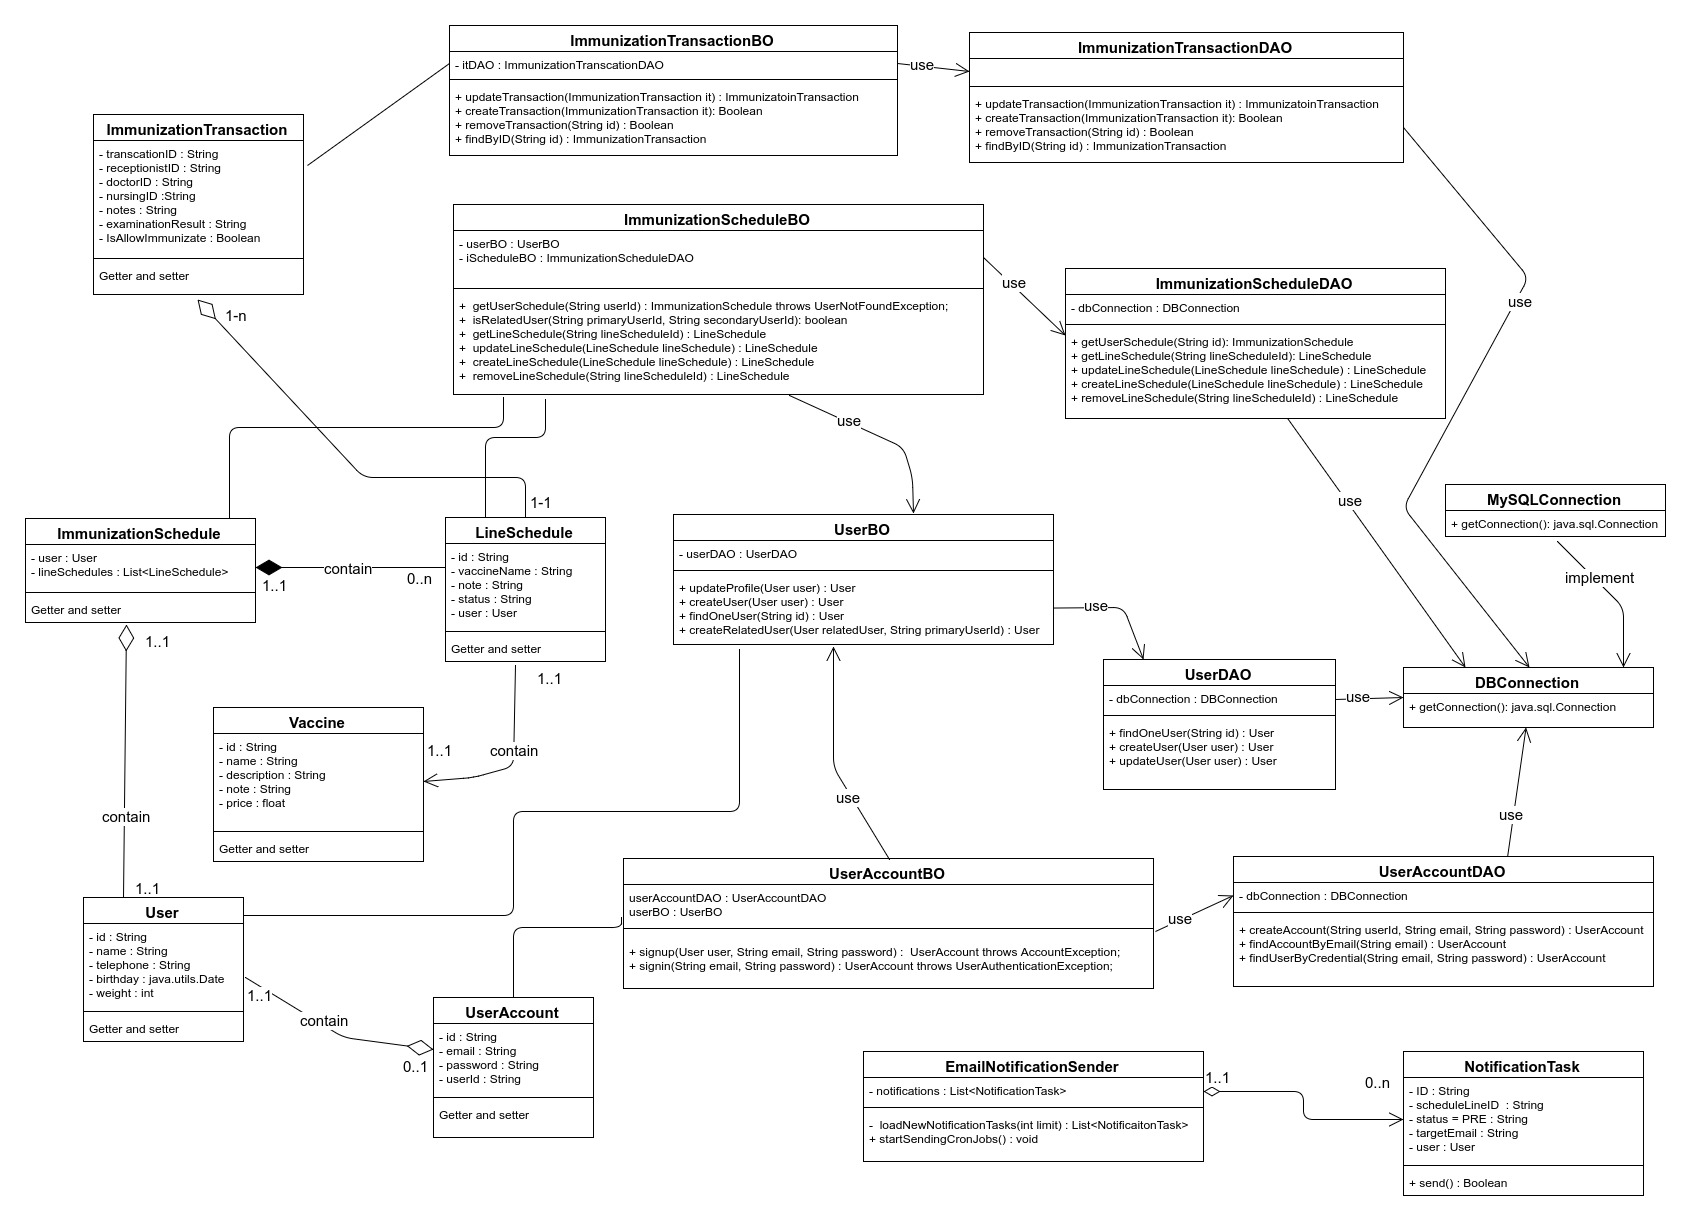 ImmunizationTransactionBO
- itDAO : ImmunizationTranscationDAO
+ updateTransaction(ImmunizationTransaction it) : ImmunizatoinTransaction
+ createTransaction(ImmunizationTransaction it): Boolean
+ removeTransaction(String id) : Boolean
+ findByID(String id) : ImmunizationTransaction
use
ImmunizationTransactionDAO
+ updateTransaction(ImmunizationTransaction it) : ImmunizatoinTransaction
+ createTransaction(ImmunizationTransaction it): Boolean
+ removeTransaction(String id) : Boolean
+ findByID(String id) : ImmunizationTransaction
ImmunizationTransaction
- transcationID : String
- receptionistID : String
- doctorID : String
- nursingID :String
- notes : String
- examinationResult : String
- IsAllowImmunizate : Boolean
Getter and setter
1-n
ImmunizationScheduleBO
- userBO : UserBO
- iScheduleBO : ImmunizationScheduleDAO
+  getUserSchedule(String userId) : ImmunizationSchedule throws UserNotFoundException;
+  isRelatedUser(String primaryUserId, String secondaryUserId): boolean
+  getLineSchedule(String lineScheduleId) : LineSchedule
+  updateLineSchedule(LineSchedule lineSchedule) : LineSchedule
+  createLineSchedule(LineSchedule lineSchedule) : LineSchedule
+  removeLineSchedule(String lineScheduleId) : LineSchedule
use
ImmunizationScheduleDAO
- dbConnection : DBConnection
+ getUserSchedule(String id): ImmunizationSchedule
+ getLineSchedule(String lineScheduleId): LineSchedule
+ updateLineSchedule(LineSchedule lineSchedule) : LineSchedule
+ createLineSchedule(LineSchedule lineSchedule) : LineSchedule
+ removeLineSchedule(String lineScheduleId) : LineSchedule
use
use
use
MySQLConnection
+ getConnection(): java.sql.Connection
implement
1-1
ImmunizationSchedule
- user : User
- lineSchedules : List<LineSchedule>
Getter and setter
1..1
contain
0..n
LineSchedule
- id : String
- vaccineName : String
- note : String
- status : String
- user : User
Getter and setter
UserBO
- userDAO : UserDAO
+ updateProfile(User user) : User
+ createUser(User user) : User
+ findOneUser(String id) : User
+ createRelatedUser(User relatedUser, String primaryUserId) : User
use
1..1
1..1
UserDAO
- dbConnection : DBConnection
+ findOneUser(String id) : User
+ createUser(User user) : User
+ updateUser(User user) : User
use
DBConnection
+ getConnection(): java.sql.Connection
Vaccine
- id : String
- name : String
- description : String
- note : String
- price : float
Getter and setter
1..1
contain
contain
use
use
1..1
User
- id : String
- name : String
- telephone : String
- birthday : java.utils.Date
- weight : int
Getter and setter
UserAccountBO
userAccountDAO : UserAccountDAO
userBO : UserBO
+ signup(User user, String email, String password) :  UserAccount throws AccountException;
+ signin(String email, String password) : UserAccount throws UserAuthenticationException;
use
UserAccountDAO
- dbConnection : DBConnection
+ createAccount(String userId, String email, String password) : UserAccount
+ findAccountByEmail(String email) : UserAccount
+ findUserByCredential(String email, String password) : UserAccount
1..1
contain
0..1
UserAccount
- id : String
- email : String
- password : String
- userId : String
Getter and setter
EmailNotificationSender
- notifications : List<NotificationTask>
-  loadNewNotificationTasks(int limit) : List<NotificaitonTask>
+ startSendingCronJobs() : void
1..1
0..n
NotificationTask
- ID : String
- scheduleLineID  : String
- status = PRE : String
- targetEmail : String
- user : User
+ send() : Boolean